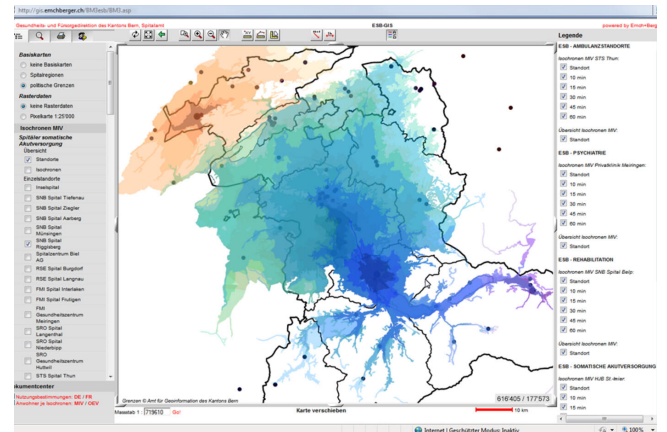 http://gis.emchberger.ch/BM3esb/BM3.asp
Gesundheits- und Fürsorgedirektion des Kantons Bern, Spitalamt
ESB-GIS
powered by Emch+Berg
Basiskarten
keine Basiskarten
Spitalregionen
politische Grenzen
Rasterdaten
keine Rasterdaten
Pixelkarte 1:25'000
Isochronen MIV
Spitäler somatische
Akutversorgung
Übersicht
Standorte
Isochronen
Einzelstandorte
Inselspital
SNB Spital Tiefenau
SNB Spital Ziegler
SNB Spital Aarberg
SNB Spital
Münsingen
SNB Spital
Riggisberg
Spitalzentrum Biel
AG
RSE Spital Burgdorf
RSE Spital Langnau
FMI Spital Interlaken
FMI Spital Frutigen
FMI
Gesundheitszentrum
Meiringen
SRO Spital
Langenthal
SRO Spital
Niederbipp
SRO
Gesundheitszentrum
Huttwil
STS Spital Thun
kumentcenter
Nutzungsbestimmungen: DE / FR
Anwohner je Isochronen: MIV / OEV
Grenzen © Amt für Geoinformation des Kantons Bern
616'405 / 177'573
Massstab 1 : 719610 Go!
Karte verschieben
10 km
Legende
ESB - AMBULANZSTANDORTE
Isochronen MIV STS Thun:
Standort
10 min
15 min
30 min
45 min
60 min
Übersicht Isochronen MIV:
Standort
ESB - PSYCHIATRIE
Isochronen MIV Privatklinik Meiringen:
Standort
10 min
15 min
30 min
45 min
60 min
Übersicht Isochronen MIV:
Standort
ESB - REHABILITATION
Isochronen MIV SNB Spital Belp:
Standort
10 min
15 min
30 min
45 min
60 min
Übersicht Isochronen MIV:
Standort
ESB - SOMATISCHE AKUTVERSORGUNG
Isochronen MIV HJB St.-Imier:
Standort
10 min
15 min
Internet | Geschützter Modus: Inaktiv
100%